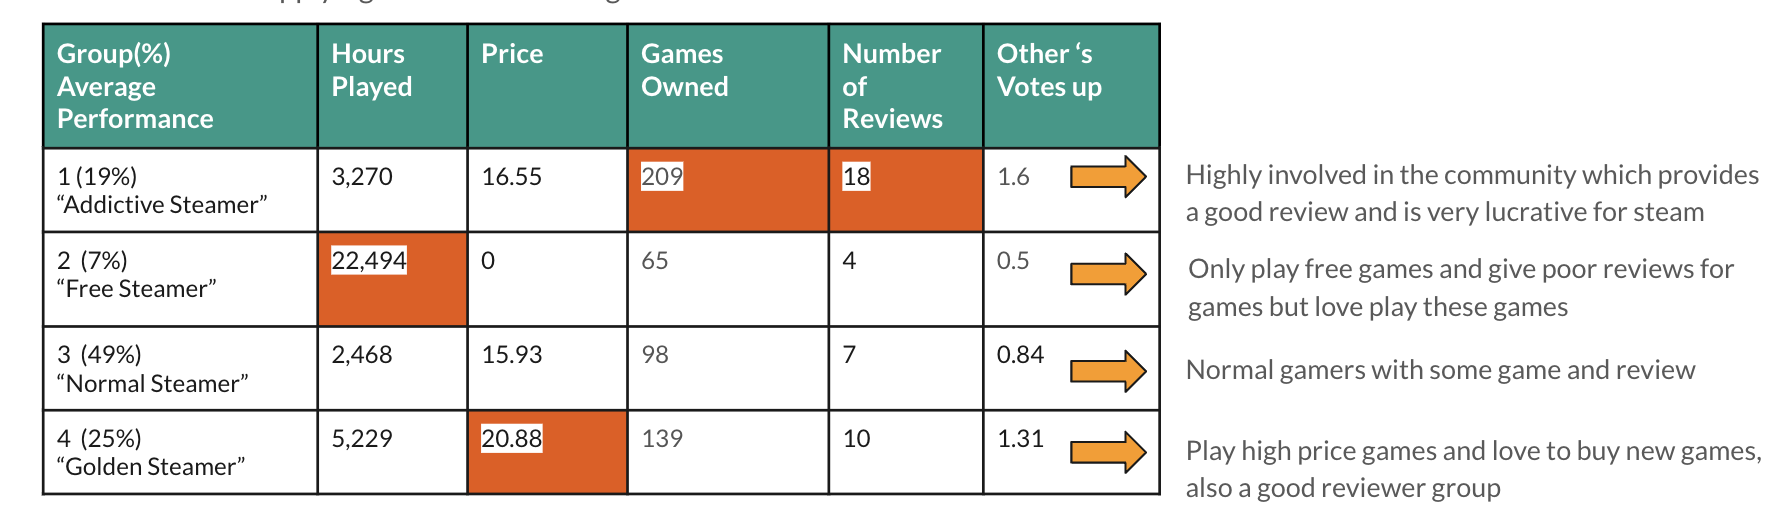 Group(%)
Average
Performance
Hours
Played
Price
Games
Owned
Number
of
Reviews
Other ‘s
Votes up
1 (19%)
“Addictive Steamer”
3,270
16.55
209
18
1.6
Highly involved in the community which provides
a good review and is very lucrative for steam
2 (7%)
“Free Steamer”
22,494
0
65
4
0.5
Only play free games and give poor reviews for
games but love play these games
3 (49%)
“Normal Steamer”
2,468
15.93
98
7
0.84
Normal gamers with some game and review
4 (25%)
“Golden Steamer”
5,229
20.88
139
10
1.31
Play high price games and love to buy new games,
also a good reviewer group